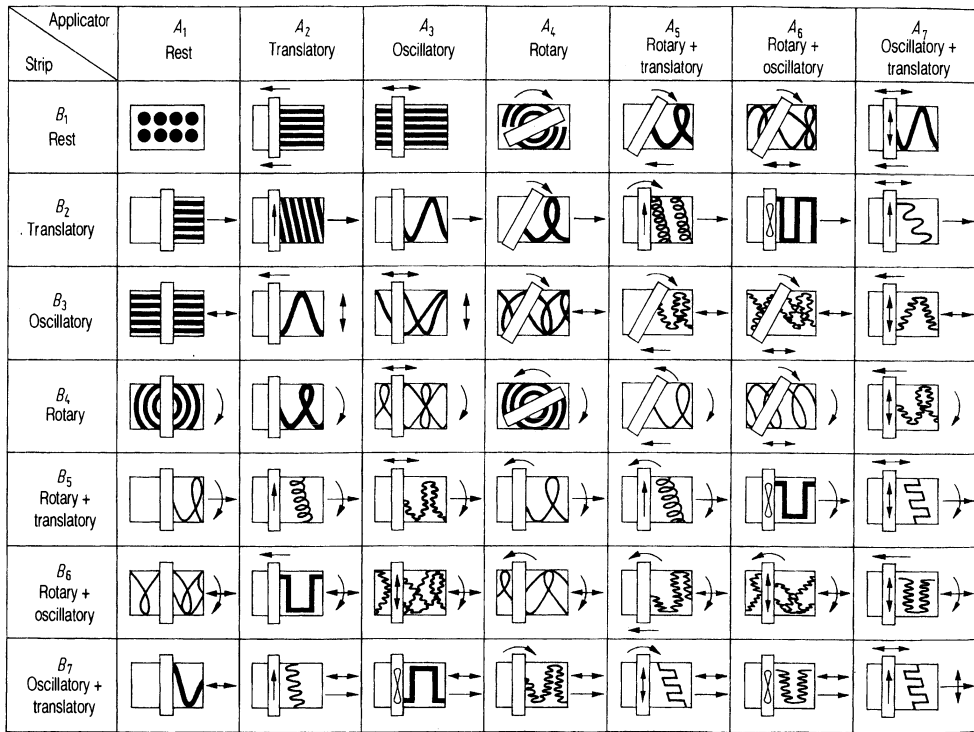 Applicator
Strip
A1
Rest
A2
Translatory
A3
Oscillatory
A4
Rotary
A5
Rotary +
translatory
A6
Rotary +
oscillatory
A7
Oscillatory +
translatory
B1
Rest
B2
Translatory
B3
Oscillatory
B4
Rotary
B5
Rotary +
translatory
B6
Rotary +
oscillatory
B7
Oscillatory +
translatory